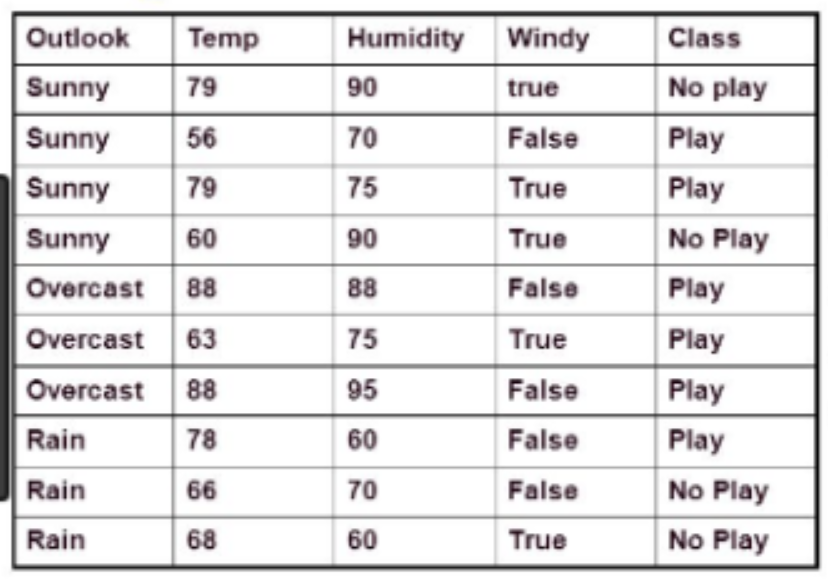 Outlook Temp Humidity Windy Class
Sunny 79 90 true No play
Sunny 56 70 False Play
Sunny 79 75 True Play
Sunny 60 90 True No Play
Overcast 88 88 False Play
Overcast 63 75 True Play
Overcast 88 95 False Play
Rain 78 60 False Play
Rain 66 70 False No Play
Rain 68 60 True No Play